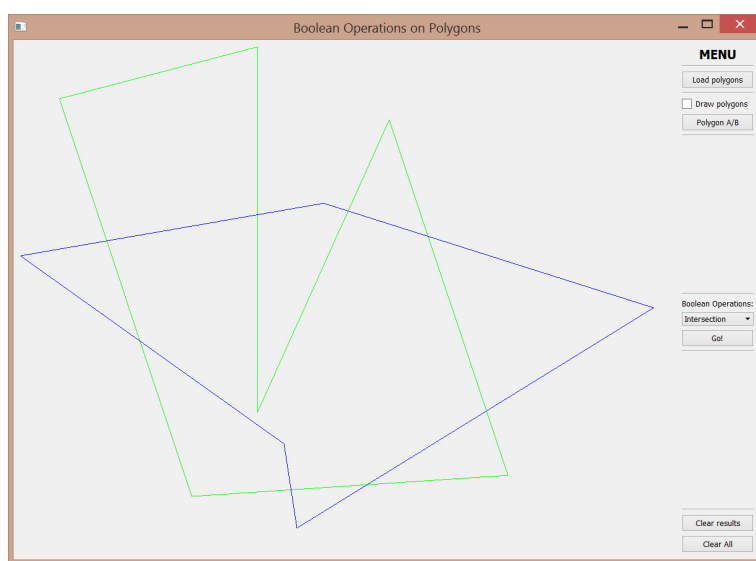 Boolean Operations on Polygons
MENU
Load polygons
Draw polygons
Polygon A/B
Boolean Operations:
Intersection
Go!
Clear results
Clear All